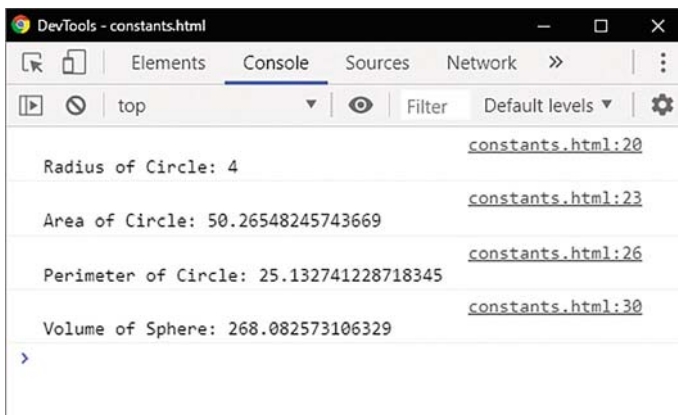 DevTools - constants.html
Elements Console Sources Network »
top Filter Default levels ▼
constants.html:20
Radius of Circle: 4
constants.html:23
Area of Circle: 50.26548245743669
constants.html:26
Perimeter of Circle: 25.132741228718345
constants.html:30
Volume of Sphere: 268.082573106329
>